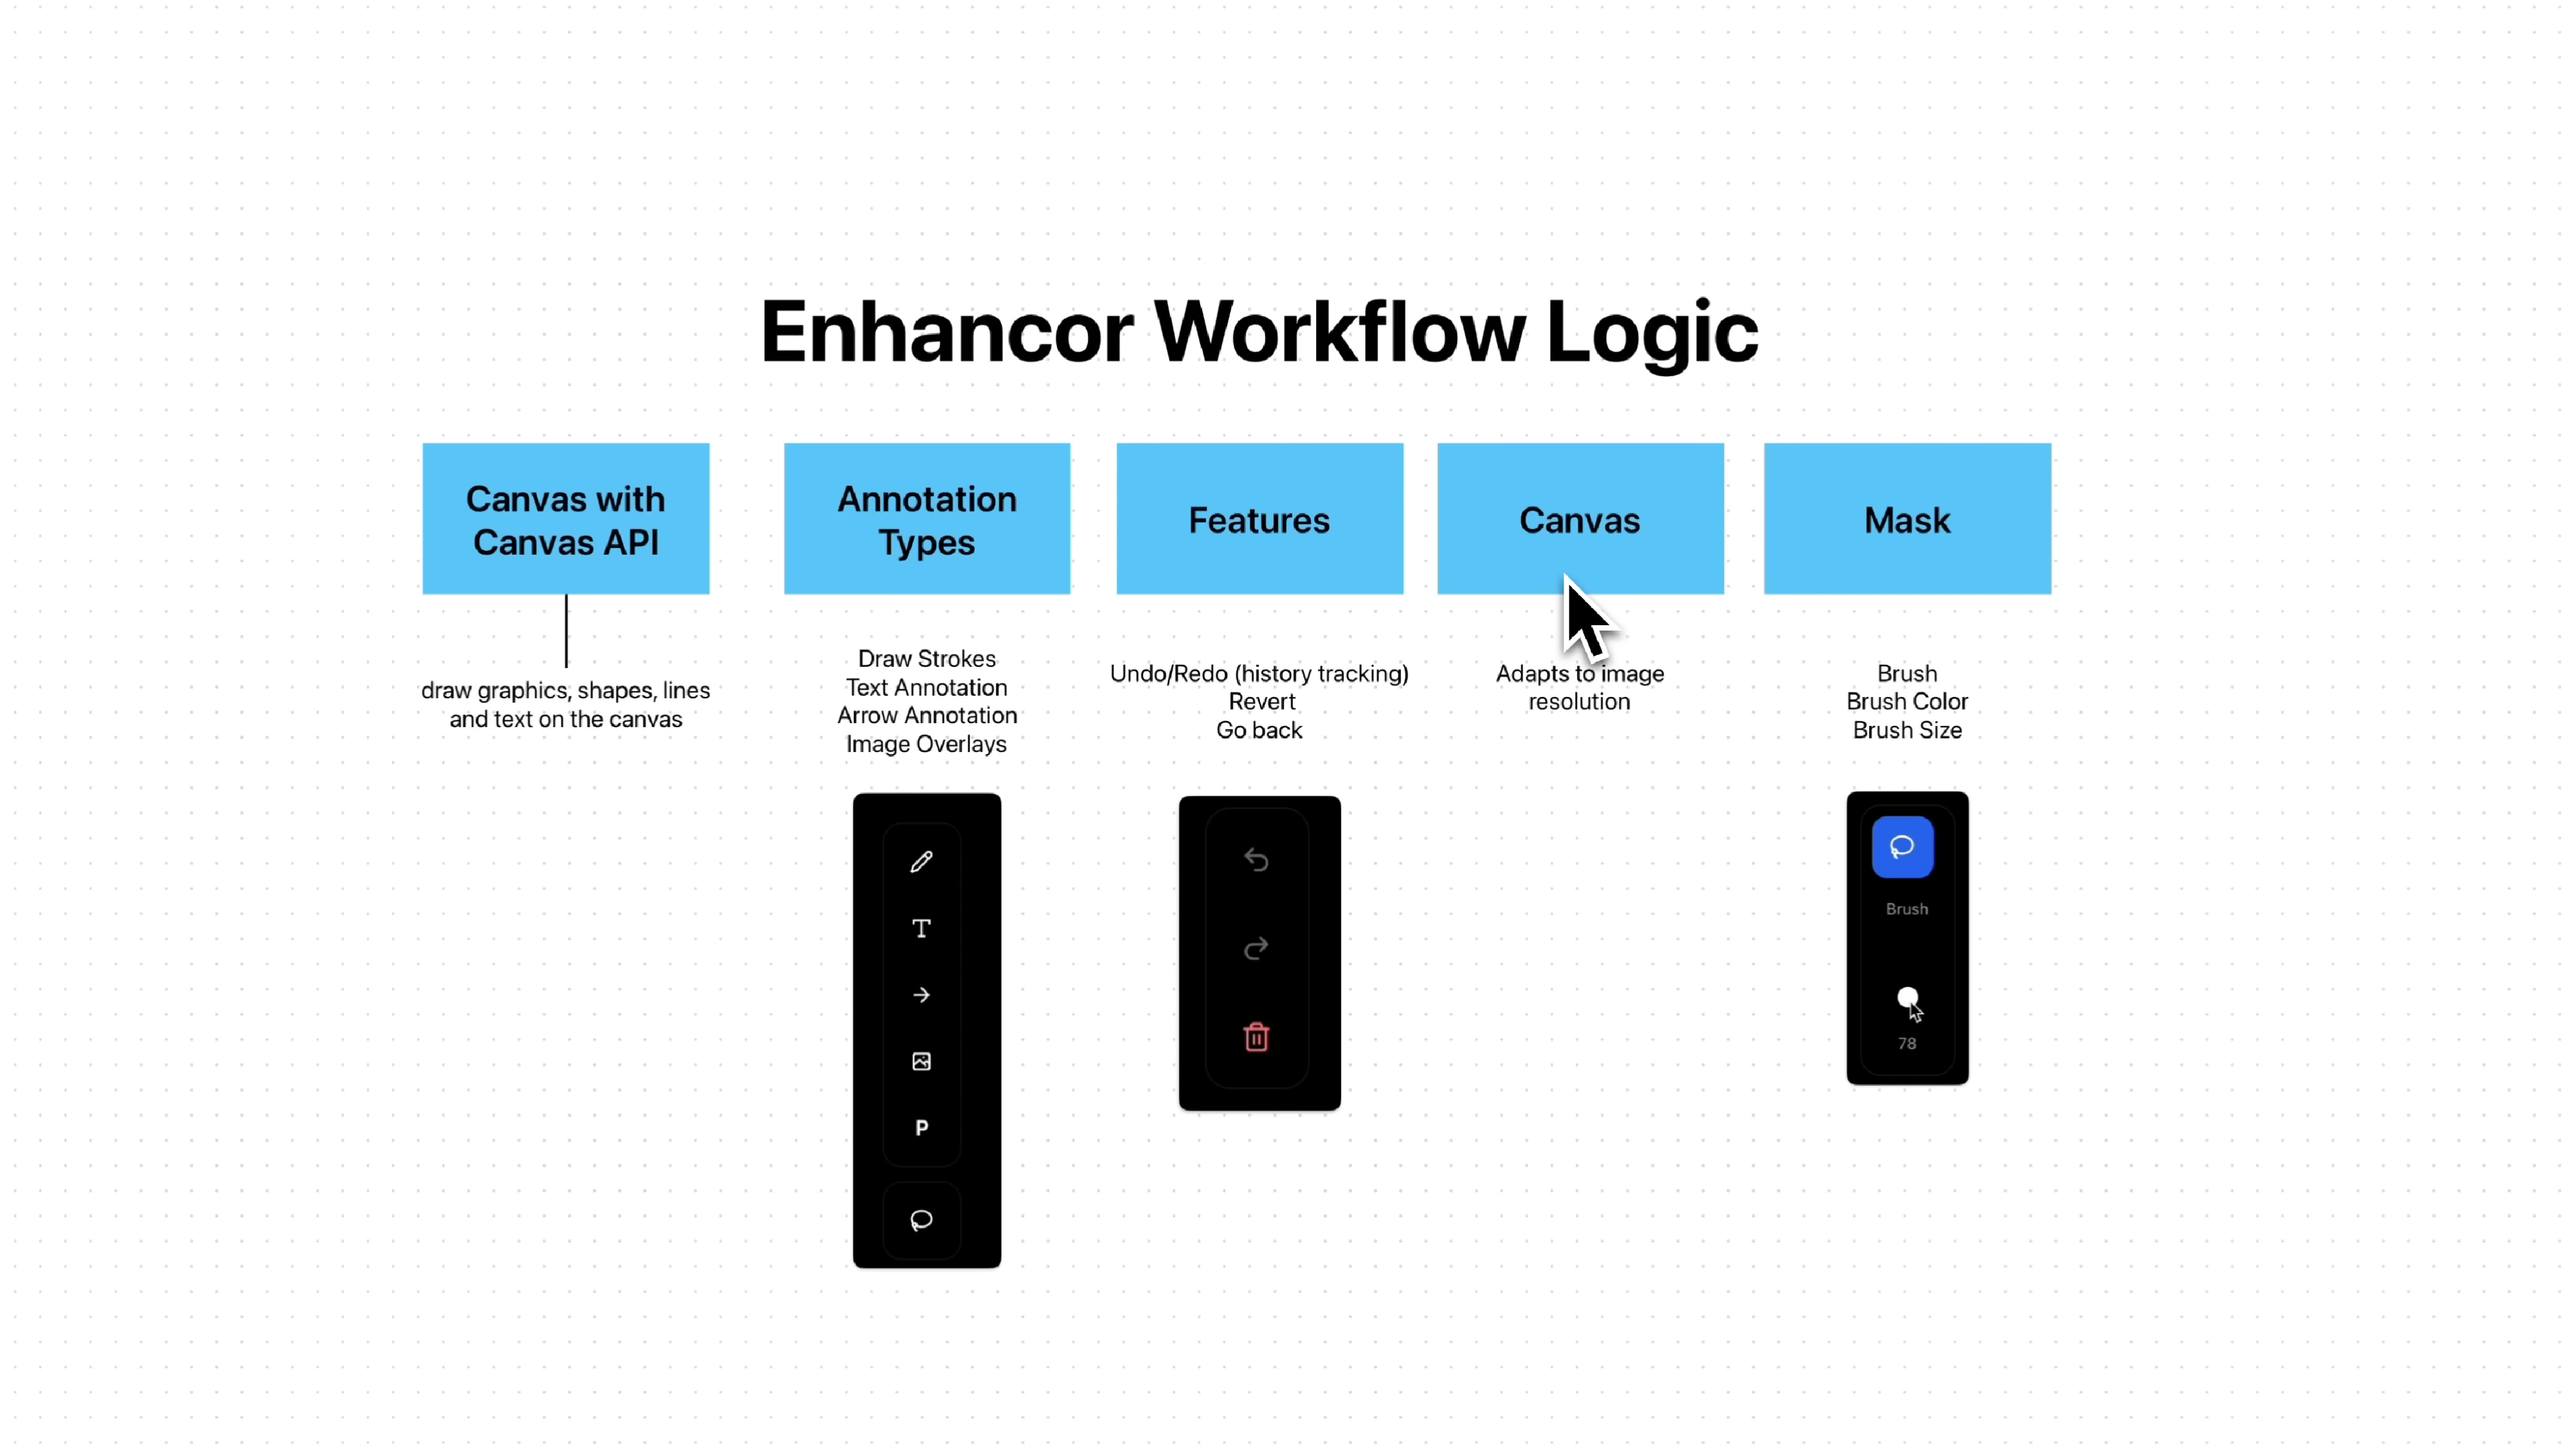 Enhancor Workflow Logic
Canvas with
Canvas API
draw graphics, shapes, lines
and text on the canvas
Annotation
Types
Draw Strokes
Text Annotation
Arrow Annotation
Image Overlays
T
P
Features
Undo/Redo (history tracking)
Revert
Go back
Canvas
Adapts to image
resolution
Mask
Brush
Brush Color
Brush Size
Brush
78